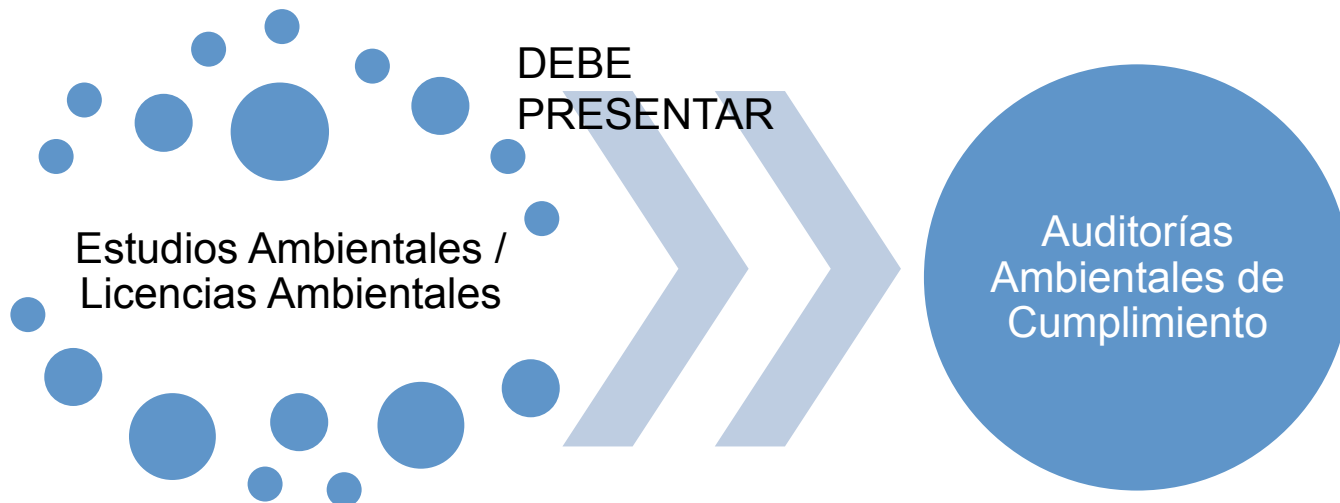 DEBE
PRESENTAR
Estudios Ambientales /
Licencias Ambientales
Auditorías
Ambientales de
Cumplimiento